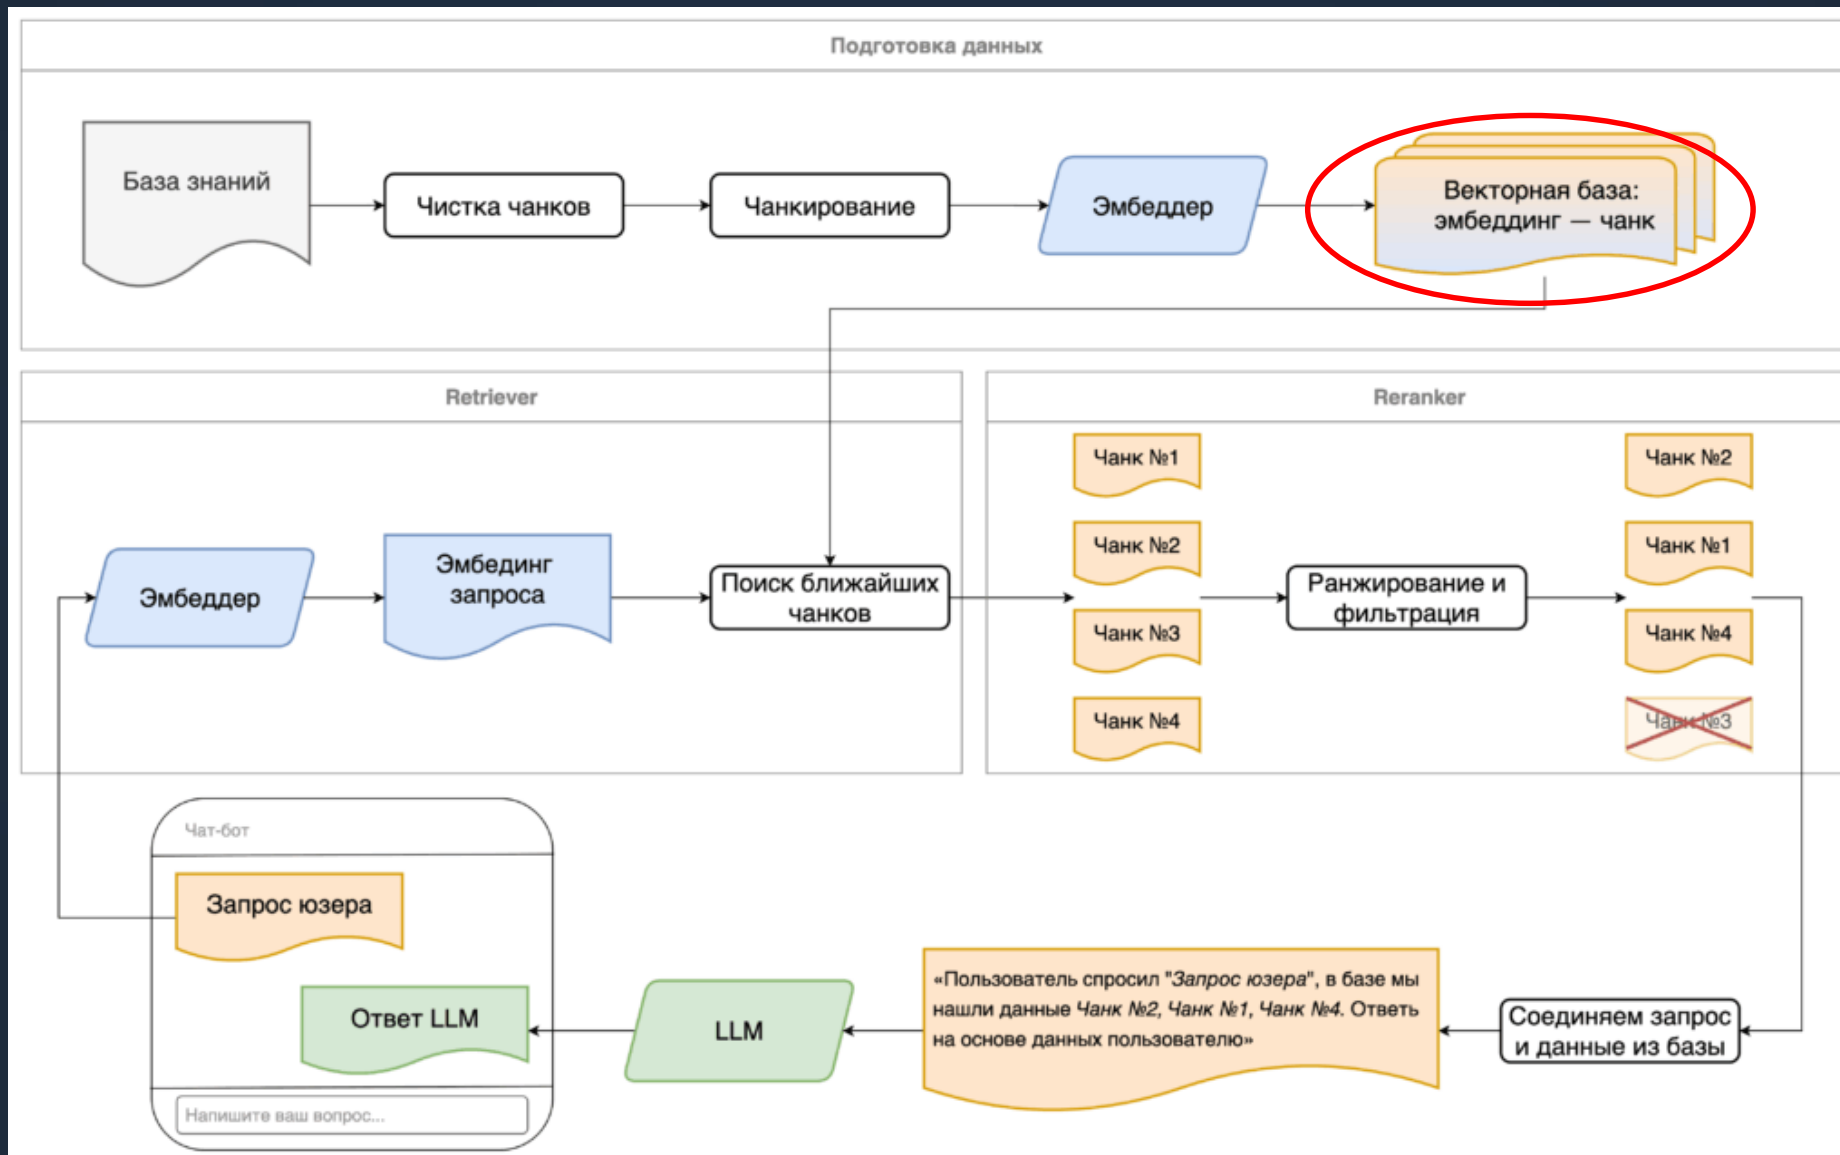 Подготовка данных
База знаний
Чистка чанков
Чанкирование
Эмбеддер
Векторная база:
эмбеддинг — чанк
Retriever
Эмбеддер
Эмбединг
запроса
Поиск ближайших
чанков
Reranker
Чанк №1
Чанк №2
Чанк №3
Чанк №4
Ранжирование и
фильтрация
Чанк №2
Чанк №1
Чанк №4
Чанк №3
Чат-бот
Запрос юзера
Ответ LLM
Напишите ваш вопрос...
LLM
«Пользователь спросил "Запрос юзера", в базе мы
нашли данные Чанк №2, Чанк №1, Чанк №4. Ответь
на основе данных пользователю»
Соединяем запрос
и данные из базы